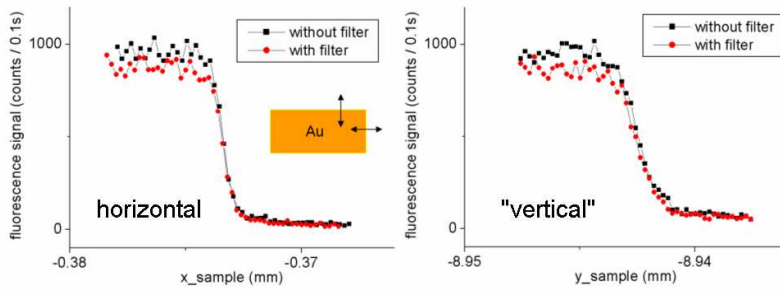 fluorescence signal (counts / 0.1s)
1000
0
without filter
with filter
Au
horizontal
-0.38
-0.37
x_sample (mm)
fluorescence signal (counts / 0.1s)
1000
0
without filter
with filter
"vertical"
-8.95
-8.94
y_sample (mm)